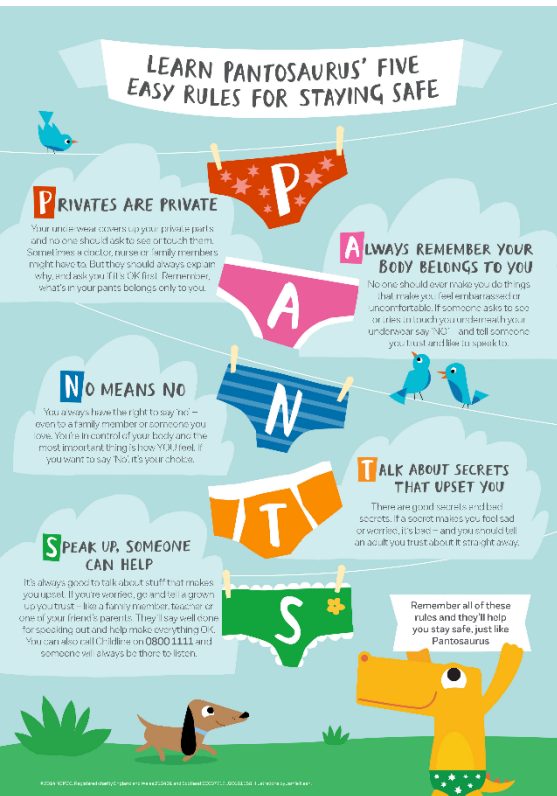 LEARN PANTOSAURUS' FIVE
EASY RULES FOR STAYING SAFE
P
PRIVATES ARE PRIVATE
Your underwear covers up your private parts
and no one should ask to see or touch them.
Sometimes a doctor, nurse or family members
might have to. But they should always explain
why, and ask you if it's OK first. Remember,
what's in your pants belongs only to you.
A
ALWAYS REMEMBER YOUR
BODY BELONGS TO YOU
No one should ever make you do things
that make you feel embarrassed or
uncomfortable. If someone asks to see
or tries to touch you underneath your
underwear say 'NO' – and tell someone
you trust and like to speak to.
N
NO MEANS NO
You always have the right to say 'no' –
even to a family member or someone you
love. You're in control of your body and the
most important thing is how YOU feel. If
you want to say 'No', it's your choice.
T
TALK ABOUT SECRETS
THAT UPSET YOU
There are good secrets and bad
secrets. If a secret makes you feel sad
or worried, it's bad – and you should tell
an adult you trust about it straight away.
S
SPEAK UP, SOMEONE
CAN HELP
It's always good to talk about stuff that makes
you upset. If you're worried, go and tell a grown
up you trust – like a family member, teacher or
one of your friend's parents. They'll say well done
for speaking out and help make everything OK.
You can also call Childline on 0800 1111 and
someone will always be there to listen.
Remember all of these
rules and they'll help
you stay safe, just like
Pantosaurus
NSPCC. Registered charity England and Wales Scotland Illustrations by